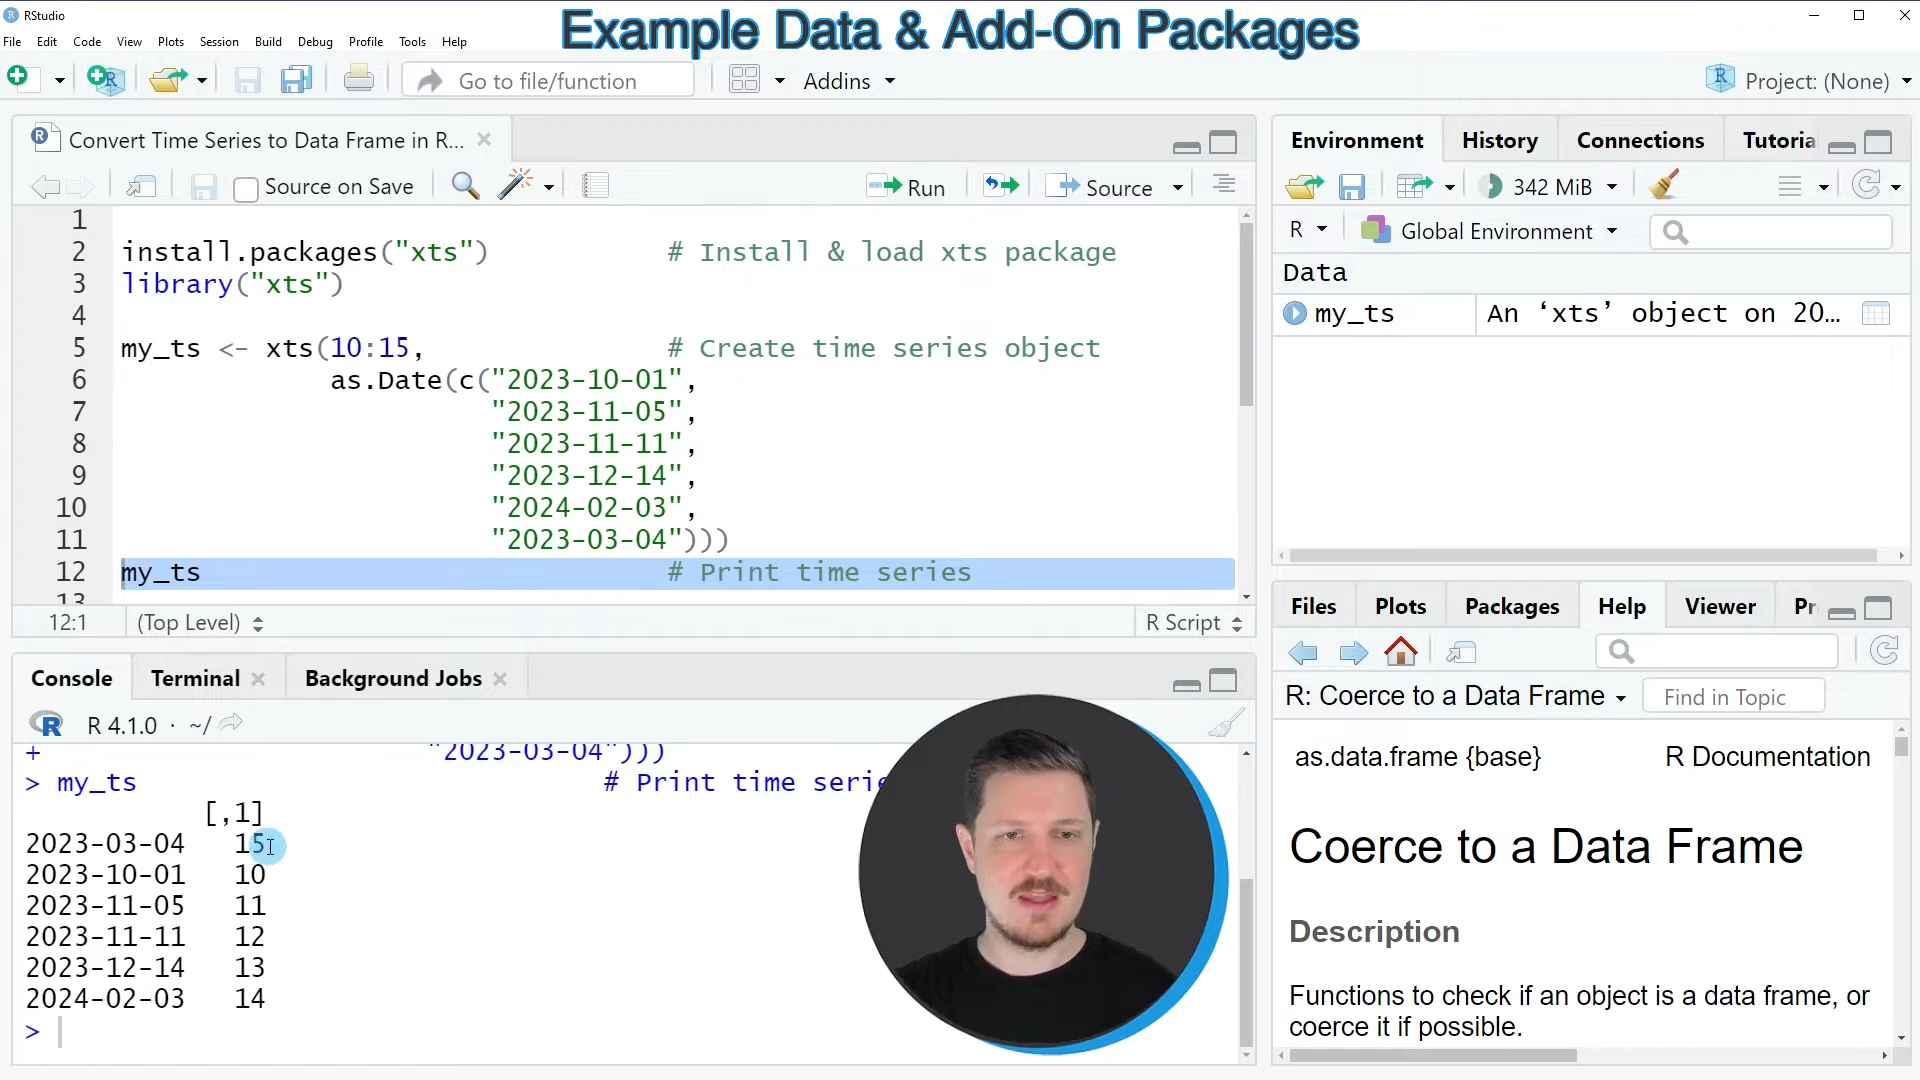 RStudio
Example Data & Add-On Packages
File Edit Code View Plots Session Build Debug Profile Tools Help
Go to file/function
Addins
Project: (None)
Convert Time Series to Data Frame in R...
Source on Save
Run
Source
1
2 install.packages("xts") # Install & load xts package
3 library("xts")
4
5 my_ts <- xts(10:15, # Create time series object
6 as.Date(c("2023-10-01",
7 "2023-11-05",
8 "2023-11-11",
9 "2023-12-14",
10 "2024-02-03",
11 "2023-03-04")))
12 my_ts # Print time series
13
12:1 (Top Level) R Script
Console Terminal Background Jobs
R 4.1.0 · ~/
+ "2023-03-04")))
> my_ts # Print time serie
[,1]
2023-03-04 15
2023-10-01 10
2023-11-05 11
2023-11-11 12
2023-12-14 13
2024-02-03 14
>
Environment History Connections Tutoria
342 MiB
R Global Environment
Data
my_ts An ‘xts’ object on 20...
Files Plots Packages Help Viewer Pr
R: Coerce to a Data Frame Find in Topic
as.data.frame {base} R Documentation
Coerce to a Data Frame
Description
Functions to check if an object is a data frame, or
coerce it if possible.